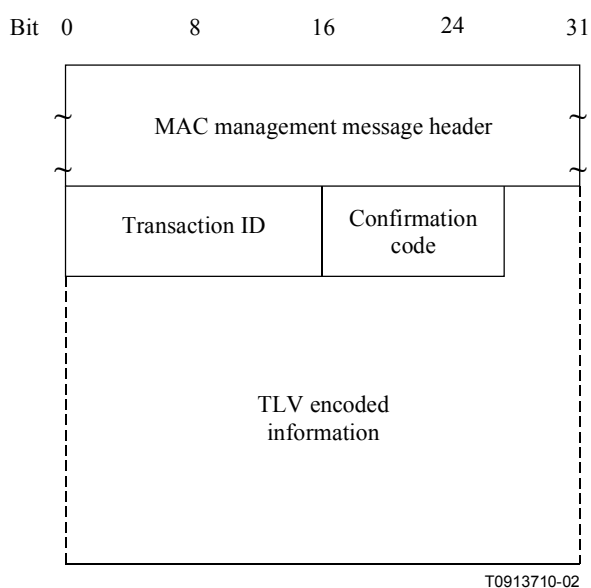 Bit 0 8 16 24 31
MAC management message header
Transaction ID
Confirmation
code
TLV encoded
information
T0913710-02